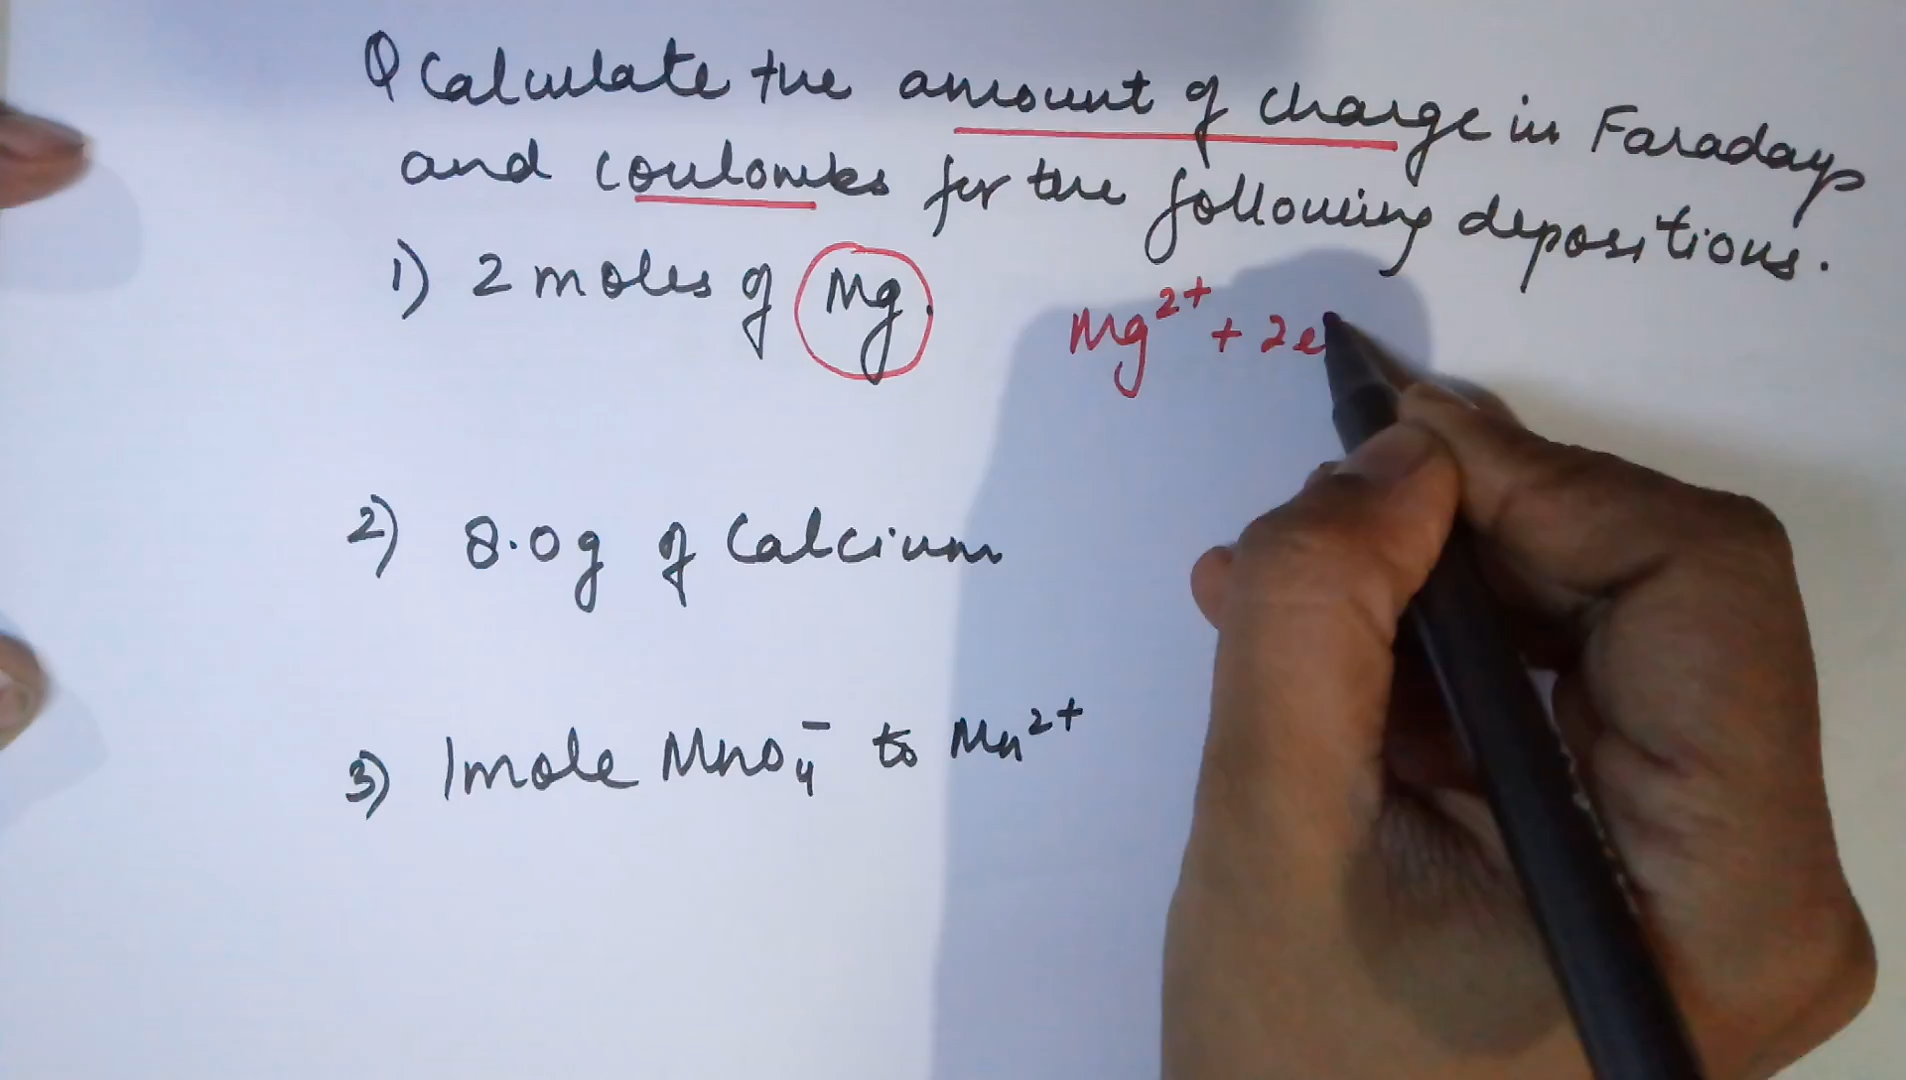 Q Calculate the amount of charge in Faradays
and coulombs for the following depositions.
1) 2 moles of Mg. Mg²⁺ + 2e
2) 8.0g of Calcium
3) 1mole MnO₄⁻ to Mn²⁺